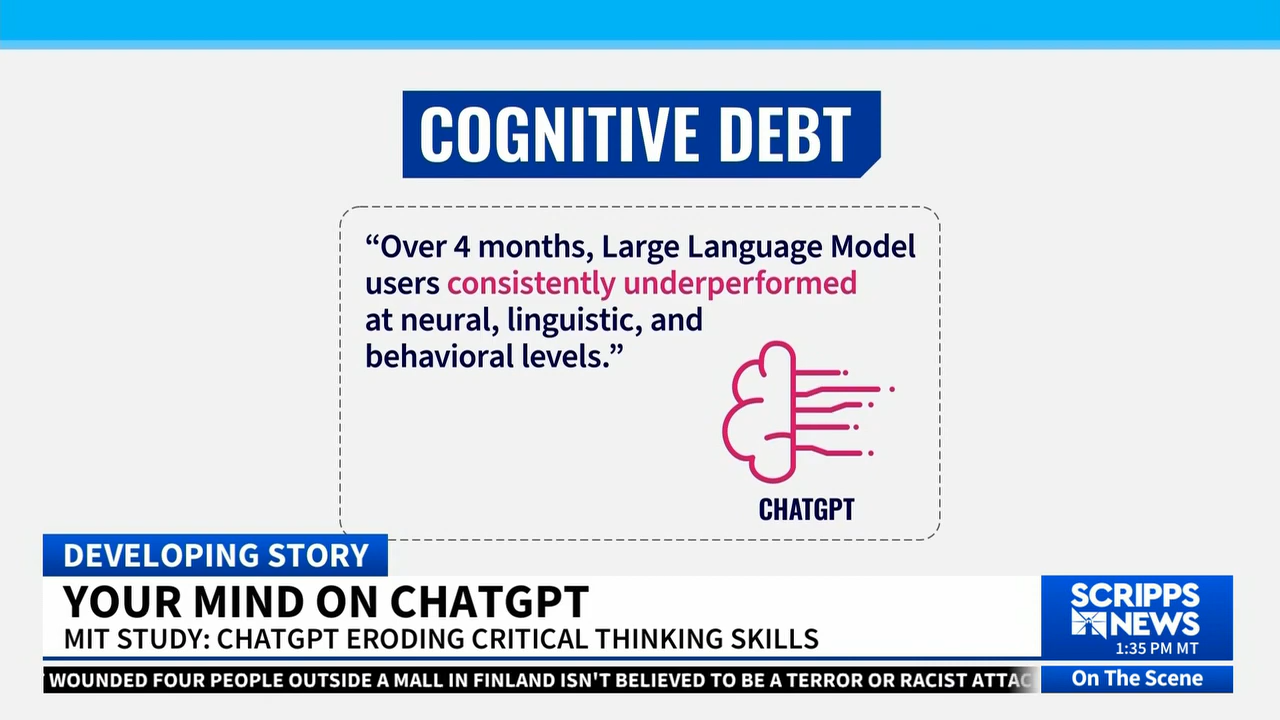 COGNITIVE DEBT
“Over 4 months, Large Language Model
users consistently underperformed
at neural, linguistic, and
behavioral levels.”
CHATGPT
DEVELOPING STORY
YOUR MIND ON CHATGPT
MIT STUDY: CHATGPT ERODING CRITICAL THINKING SKILLS
SCRIPPS
NEWS
1:35 PM MT
WOUNDED FOUR PEOPLE OUTSIDE A MALL IN FINLAND ISN'T BELIEVED TO BE A TERROR OR RACIST ATTAC
On The Scene